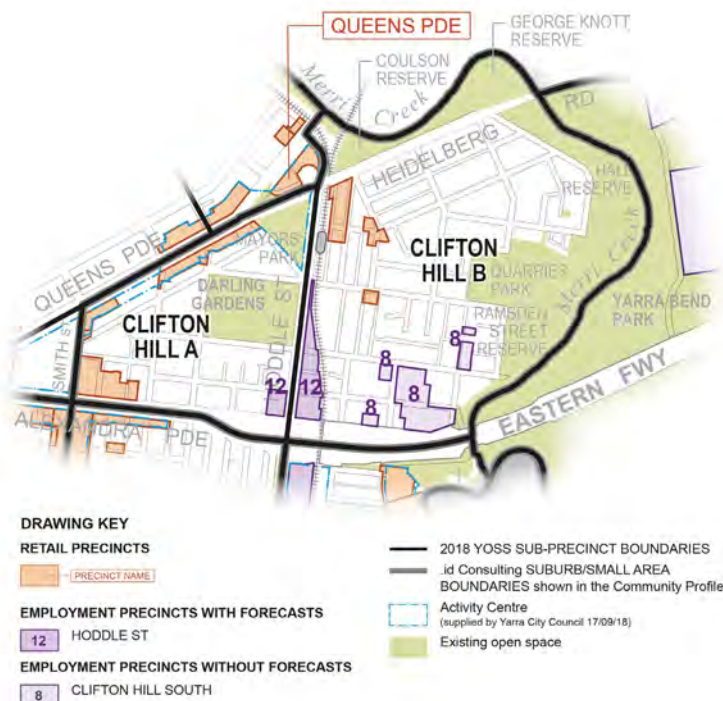 QUEENS PDE
GEORGE KNOTT
RESERVE
COULSON
RESERVE
Merri
Creek
RD
HEIDELBERG
HALL
RESERVE
QUEENS PDE
MAYORS
PARK
CLIFTON
HILL B
QUARRIES
PARK
Merri Creek
DARLING
GARDENS
HODDLE ST
CLIFTON
HILL A
RAMSDEN
STREET
RESERVE
YARRA BEND
PARK
SMITH ST
8
8
12
12
8
8
EASTERN FWY
ALEXANDRA PDE
DRAWING KEY
RETAIL PRECINCTS
PRECINCT NAME
EMPLOYMENT PRECINCTS WITH FORECASTS
12 HODDLE ST
EMPLOYMENT PRECINCTS WITHOUT FORECASTS
8 CLIFTON HILL SOUTH
2018 YOSS SUB-PRECINCT BOUNDARIES
.id Consulting SUBURB/SMALL AREA
BOUNDARIES shown in the Community Profile
Activity Centre
(supplied by Yarra City Council 17/09/18)
Existing open space